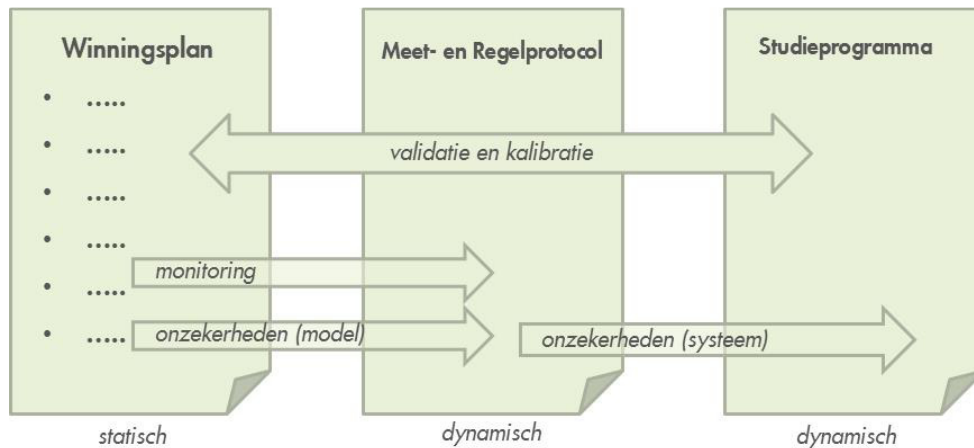 Winningsplan
• .....
• .....
• .....
• .....
• .....
• .....
Meet- en Regelprotocol
Studieprogramma
validatie en kalibratie
monitoring
onzekerheden (model)
onzekerheden (systeem)
statisch
dynamisch
dynamisch